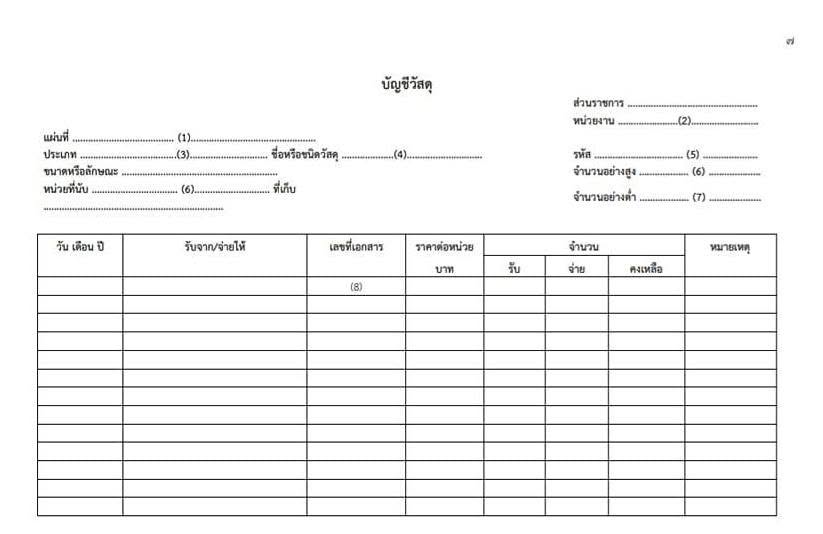 ๗
บัญชีวัสดุ
ส่วนราชการ ..................................................
หน่วยงาน .......................(2)..........................
แผ่นที่ ....................................... (1)................................................
ประเภท .....................................(3).............................. ชื่อหรือชนิดวัสดุ ....................(4).............................
รหัส .................................. (5) .....................
ขนาดหรือลักษณะ ............................................................
จำนวนอย่างสูง ................... (6) ....................
หน่วยที่นับ ................................. (6)............................. ที่เก็บ
จำนวนอย่างต่ำ ................... (7) ....................
.....................................................................
วัน เดือน ปี รับจาก/จ่ายให้ เลขที่เอกสาร ราคาต่อหน่วย จำนวน หมายเหตุ
บาท รับ จ่าย คงเหลือ
(8)